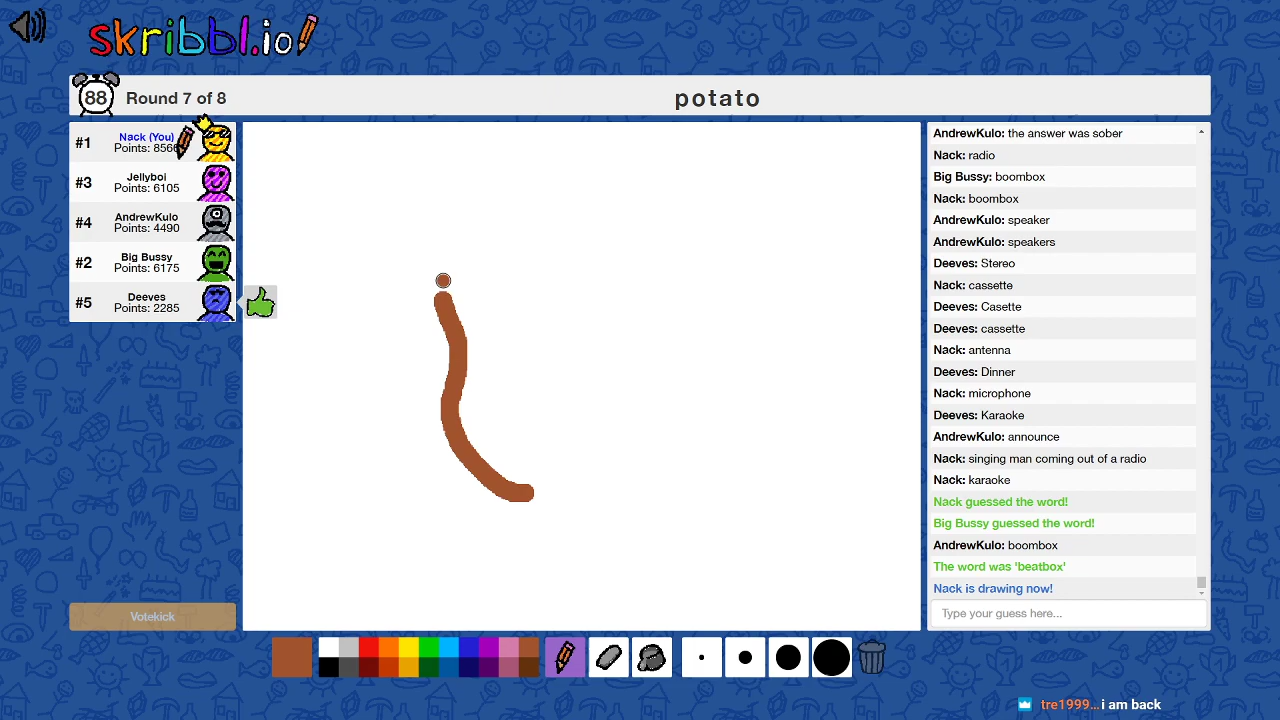 skribbl.io
88
Round 7 of 8
potato
#1
Nack (You)
Points: 8566
#3
Jellyboi
Points: 6105
#4
AndrewKulo
Points: 4490
#2
Big Bussy
Points: 6175
#5
Deeves
Points: 2285
Votekick
AndrewKulo: the answer was sober
Nack: radio
Big Bussy: boombox
Nack: boombox
AndrewKulo: speaker
AndrewKulo: speakers
Deeves: Stereo
Nack: cassette
Deeves: Casette
Deeves: cassette
Nack: antenna
Deeves: Dinner
Nack: microphone
Deeves: Karaoke
AndrewKulo: announce
Nack: singing man coming out of a radio
Nack: karaoke
Nack guessed the word!
Big Bussy guessed the word!
AndrewKulo: boombox
The word was 'beatbox'
Nack is drawing now!
Type your guess here...
tre1999... i am back